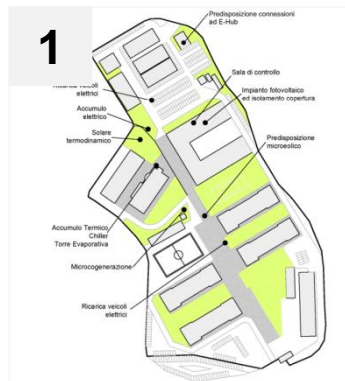 1
Predisposizione connessioni
ad E-Hub
Ricarica veicoli
elettrici
Sala di controllo
Impianto fotovoltaico
ed isolamento copertura
Accumulo
elettrico
Solare
termodinamico
Predisposizione
microeolico
Accumulo Termico
Chiller
Torre Evaporativa
Microcogenerazione
Ricarica veicoli
elettrici